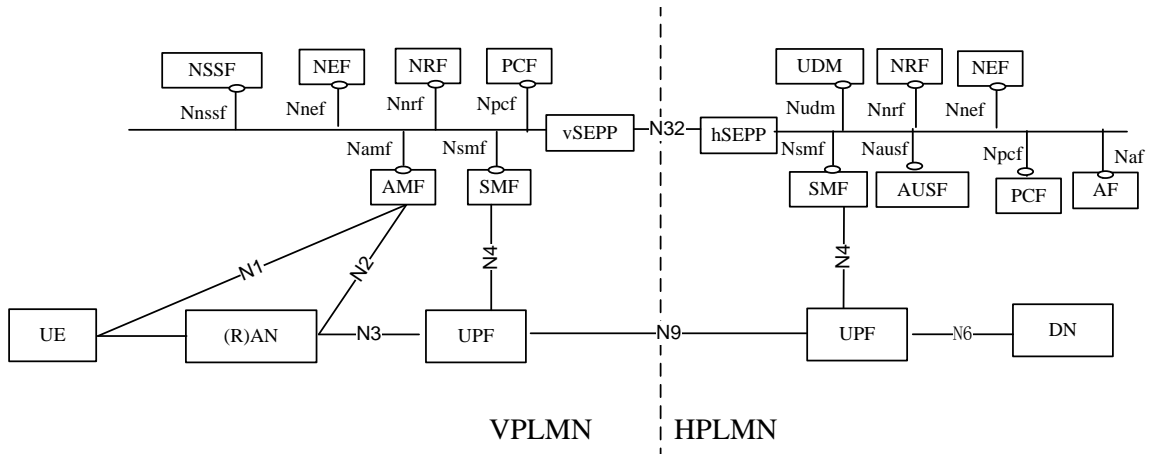 NSSF NEF NRF PCF UDM NRF NEF
Nnssf Nnef Nnrf Npcf Nudm Nnrf Nnef
vSEPP N32 hSEPP
Namf Nsmf Nsmf Nausf Npcf Naf
AMF SMF SMF AUSF PCF AF
N1 N2 N4 N4
UE (R)AN N3 UPF N9 UPF N6 DN
VPLMN HPLMN